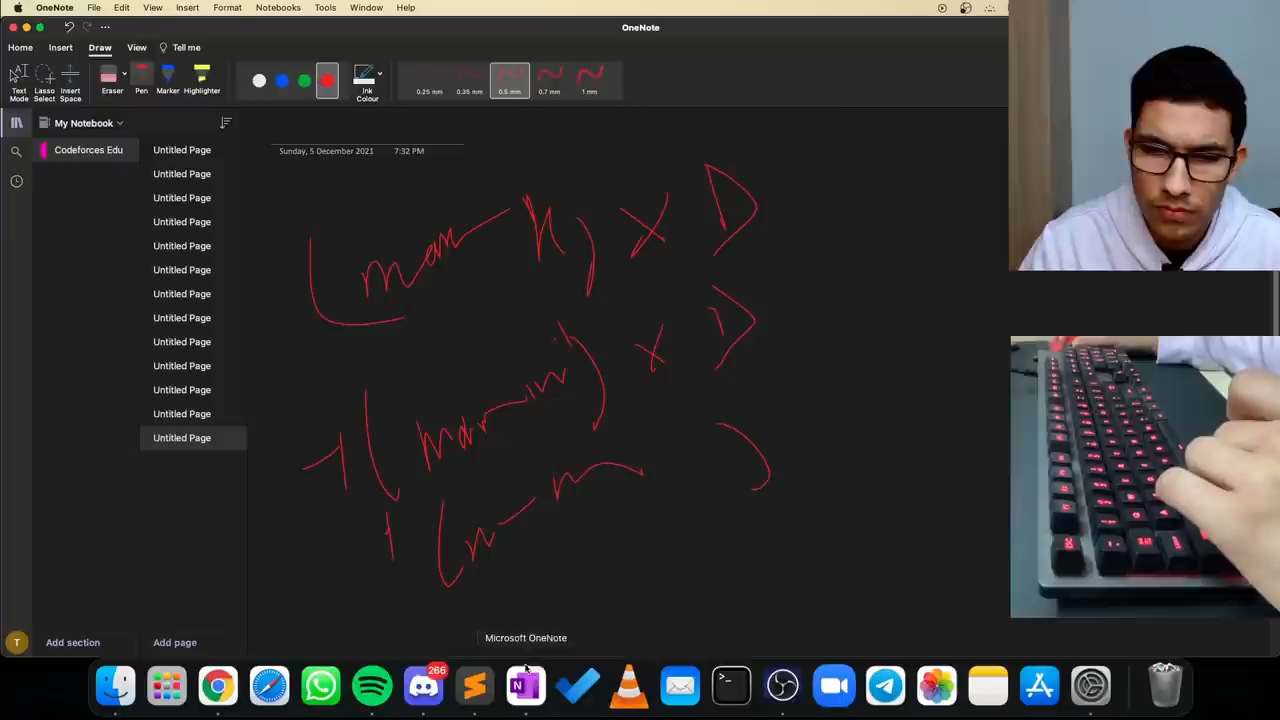 OneNote File Edit View Insert Format Notebooks Tools Window Help
OneNote
Home Insert Draw View Tell me
Text Mode
Lasso Select
Insert Space
Eraser
Pen
Marker
Highlighter
Ink Colour
0.25 mm 0.35 mm 0.5 mm 0.7 mm 1 mm
My Notebook
Codeforces Edu
Untitled Page
Untitled Page
Untitled Page
Untitled Page
Untitled Page
Untitled Page
Untitled Page
Untitled Page
Untitled Page
Untitled Page
Untitled Page
Untitled Page
Untitled Page
Sunday, 5 December 2021 7:32 PM
T
Add section
Add page
Microsoft OneNote
266
N